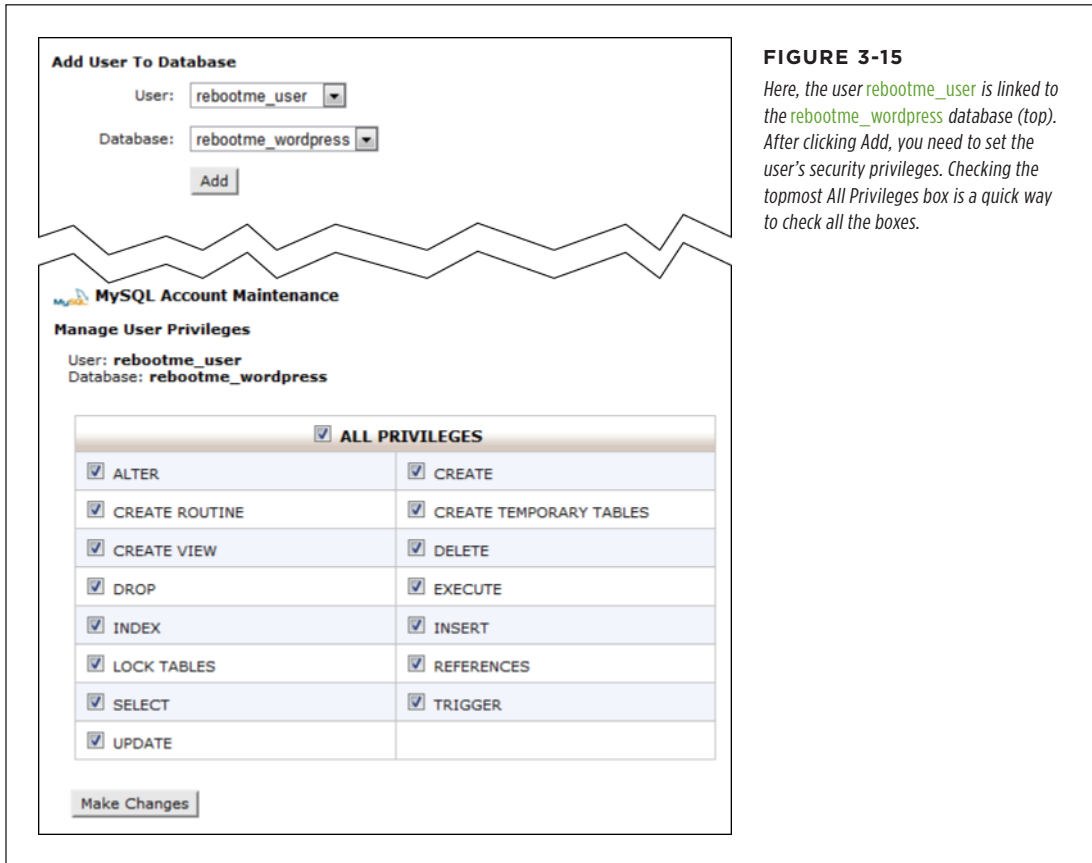 Add User To Database
User: rebootme_user
Database: rebootme_wordpress
Add
MySQL MySQL Account Maintenance
Manage User Privileges
User: rebootme_user
Database: rebootme_wordpress
ALL PRIVILEGES
ALTER CREATE
CREATE ROUTINE CREATE TEMPORARY TABLES
CREATE VIEW DELETE
DROP EXECUTE
INDEX INSERT
LOCK TABLES REFERENCES
SELECT TRIGGER
UPDATE
Make Changes
FIGURE 3-15
Here, the user rebootme_user is linked to
the rebootme_wordpress database (top).
After clicking Add, you need to set the
user's security privileges. Checking the
topmost All Privileges box is a quick way
to check all the boxes.